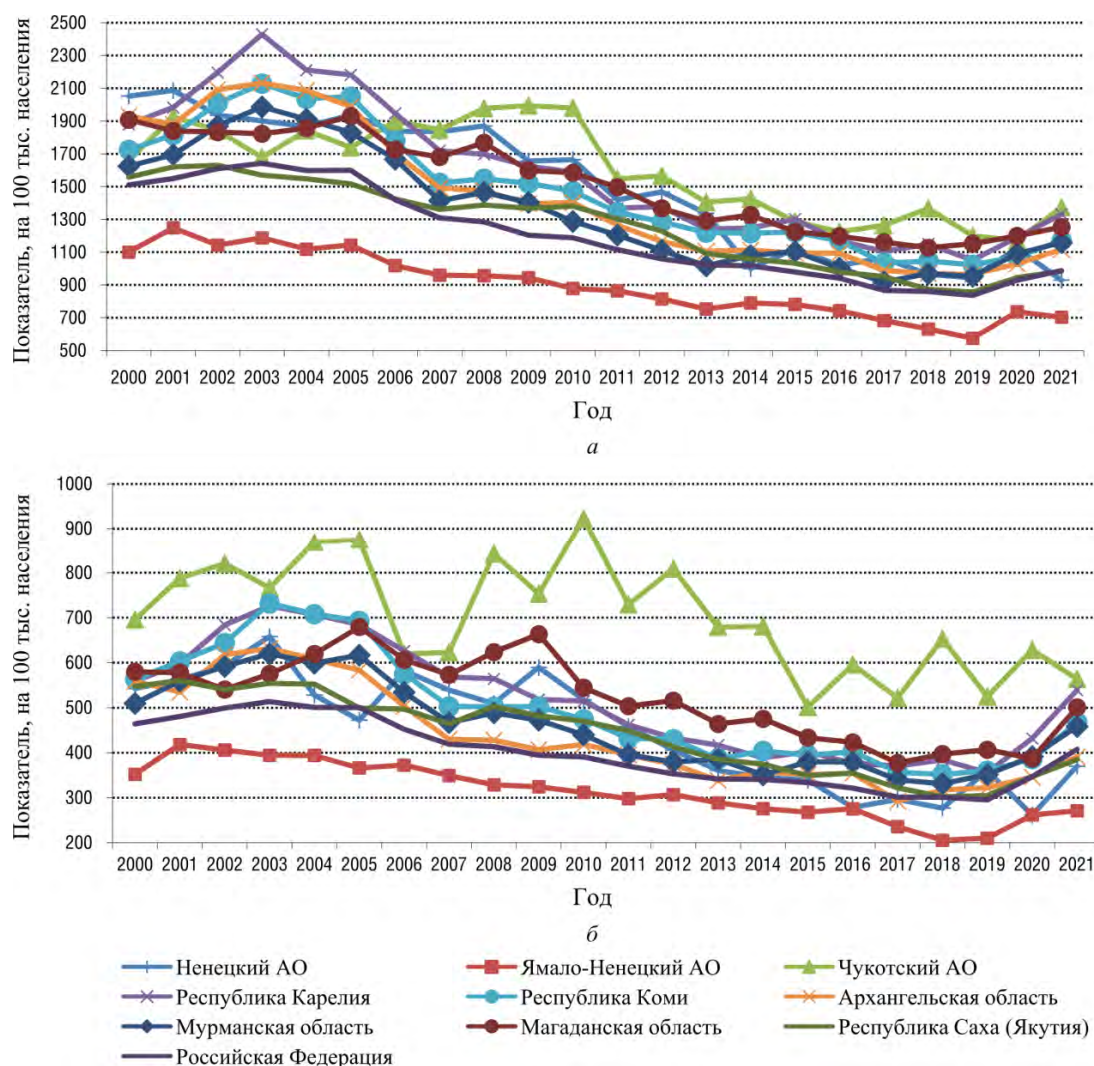 Показатель, на 100 тыс. населения
2500
2300
2100
1900
1700
1500
1300
1100
900
700
500
2000 2001 2002 2003 2004 2005 2006 2007 2008 2009 2010 2011 2012 2013 2014 2015 2016 2017 2018 2019 2020 2021
Год
а
Показатель, на 100 тыс. населения
1000
900
800
700
600
500
400
300
200
2000 2001 2002 2003 2004 2005 2006 2007 2008 2009 2010 2011 2012 2013 2014 2015 2016 2017 2018 2019 2020 2021
Год
б
Ненецкий АО Ямало-Ненецкий АО Чукотский АО
Республика Карелия Республика Коми Архангельская область
Мурманская область Магаданская область Республика Саха (Якутия)
Российская Федерация